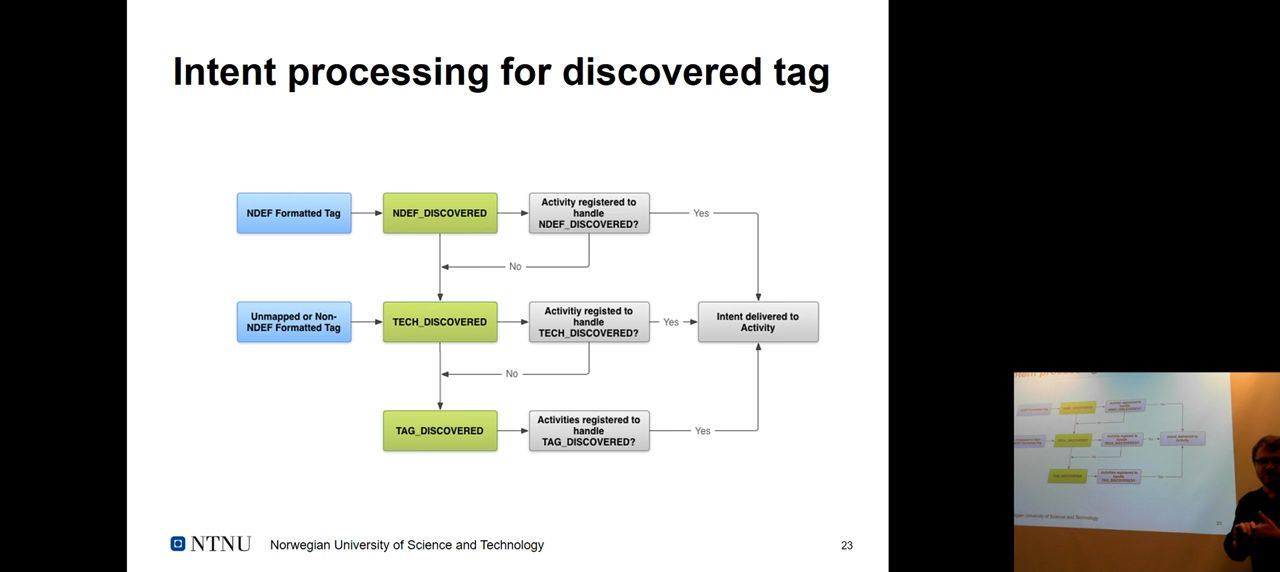 Intent processing for discovered tag
NDEF Formatted Tag
NDEF_DISCOVERED
Activity registered to
handle
NDEF_DISCOVERED?
Yes
No
Unmapped or Non-
NDEF Formatted Tag
TECH_DISCOVERED
Activitiy registed to
handle
TECH_DISCOVERED?
Yes
Intent delivered to
Activity
No
TAG_DISCOVERED
Activities registered to
handle
TAG_DISCOVERED?
Yes
NTNU
Norwegian University of Science and Technology
23